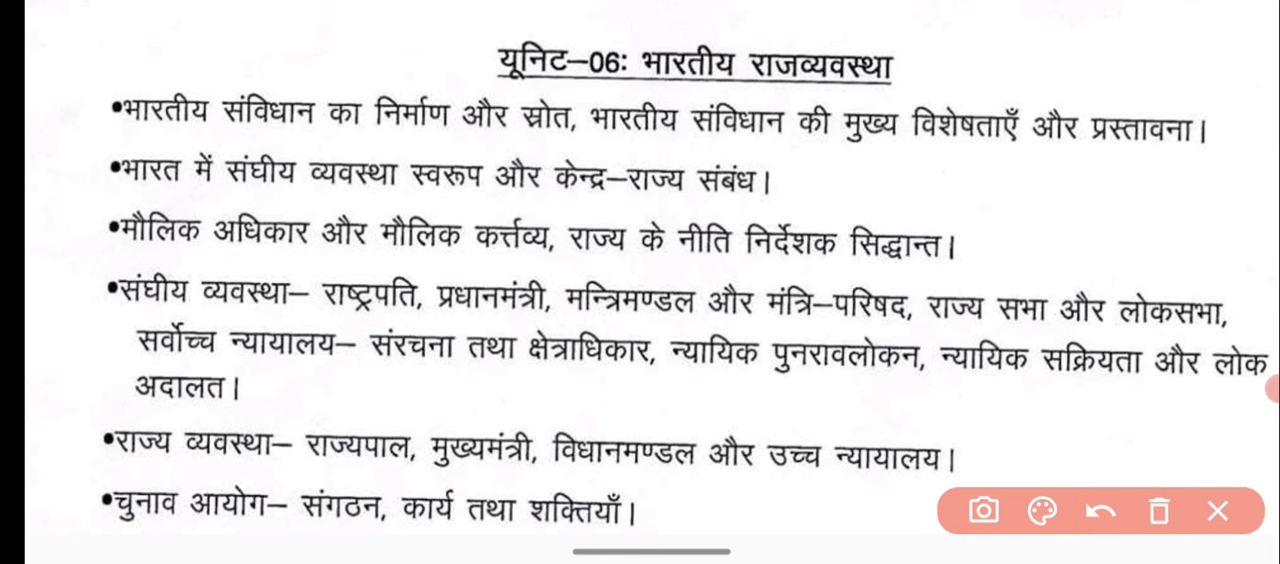 यूनिट–06: भारतीय राजव्यवस्था
•भारतीय संविधान का निर्माण और स्रोत, भारतीय संविधान की मुख्य विशेषताएँ और प्रस्तावना।
•भारत में संघीय व्यवस्था स्वरूप और केन्द्र–राज्य संबंध।
•मौलिक अधिकार और मौलिक कर्त्तव्य, राज्य के नीति निर्देशक सिद्धान्त।
•संघीय व्यवस्था– राष्ट्रपति, प्रधानमंत्री, मन्त्रिमण्डल और मंत्रि–परिषद, राज्य सभा और लोकसभा,
सर्वोच्च न्यायालय– संरचना तथा क्षेत्राधिकार, न्यायिक पुनरावलोकन, न्यायिक सक्रियता और लोक
अदालत।
•राज्य व्यवस्था– राज्यपाल, मुख्यमंत्री, विधानमण्डल और उच्च न्यायालय।
•चुनाव आयोग– संगठन, कार्य तथा शक्तियाँ।